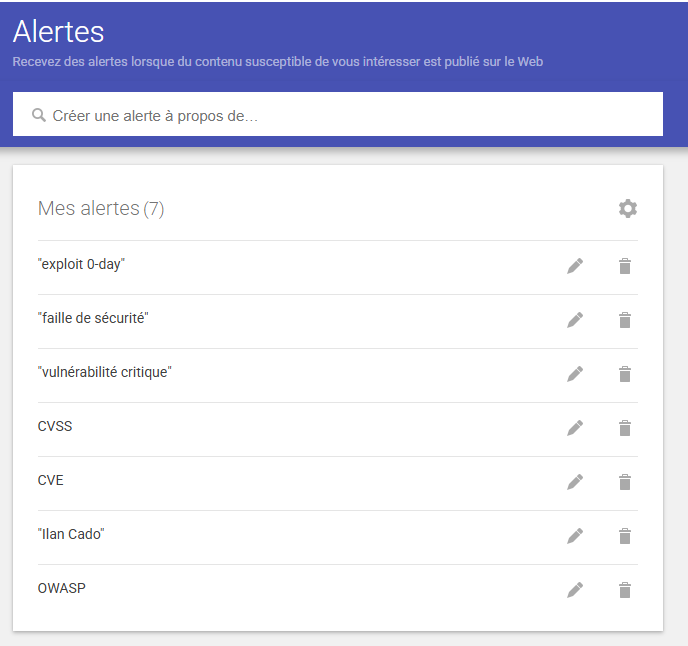 Alertes
Recevez des alertes lorsque du contenu susceptible de vous intéresser est publié sur le Web
Créer une alerte à propos de...
Mes alertes (7)
"exploit 0-day"
"faille de sécurité"
"vulnérabilité critique"
CVSS
CVE
"Ilan Cado"
OWASP